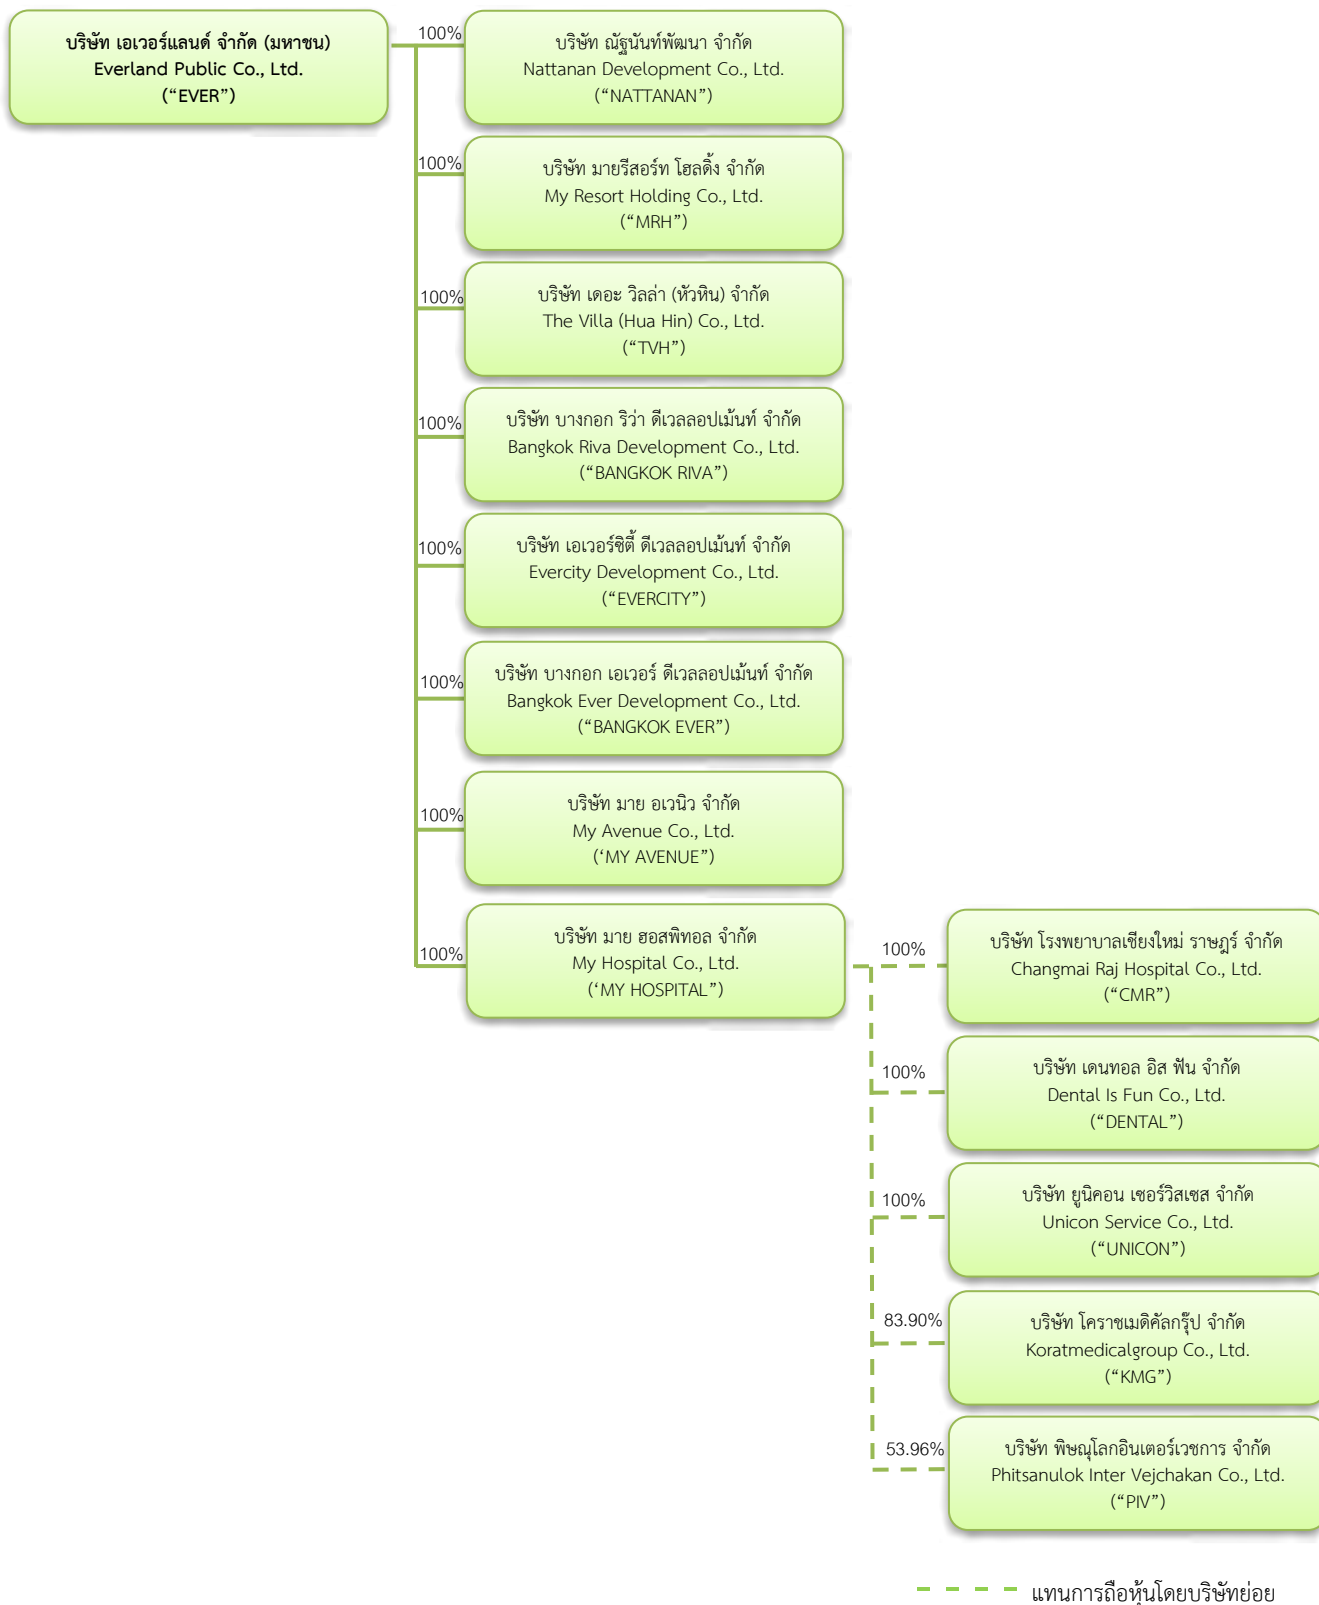 บริษัท เอเวอร์แลนด์ จำกัด (มหาชน)
Everland Public Co., Ltd.
(“EVER”)
100%
บริษัท ณัฐนันท์พัฒนา จำกัด
Nattanan Development Co., Ltd.
(“NATTANAN”)
100%
บริษัท มายรีสอร์ท โฮลดิ้ง จำกัด
My Resort Holding Co., Ltd.
(“MRH”)
100%
บริษัท เดอะ วิลล่า (หัวหิน) จำกัด
The Villa (Hua Hin) Co., Ltd.
(“TVH”)
100%
บริษัท บางกอก ริว่า ดีเวลลอปเม้นท์ จำกัด
Bangkok Riva Development Co., Ltd.
(“BANGKOK RIVA”)
100%
บริษัท เอเวอร์ซิตี้ ดีเวลลอปเม้นท์ จำกัด
Evercity Development Co., Ltd.
(“EVERCITY”)
100%
บริษัท บางกอก เอเวอร์ ดีเวลลอปเม้นท์ จำกัด
Bangkok Ever Development Co., Ltd.
(“BANGKOK EVER”)
100%
บริษัท มาย อเวนิว จำกัด
My Avenue Co., Ltd.
(‘MY AVENUE”)
100%
บริษัท มาย ฮอสพิทอล จำกัด
My Hospital Co., Ltd.
(‘MY HOSPITAL”)
100%
บริษัท โรงพยาบาลเชียงใหม่ ราษฎร์ จำกัด
Changmai Raj Hospital Co., Ltd.
(“CMR”)
100%
บริษัท เดนทอล อิส ฟัน จำกัด
Dental Is Fun Co., Ltd.
(“DENTAL”)
100%
บริษัท ยูนิคอน เซอร์วิสเซส จำกัด
Unicon Service Co., Ltd.
(“UNICON”)
83.90%
บริษัท โคราชเมดิคัลกรุ๊ป จำกัด
Koratmedicalgroup Co., Ltd.
(“KMG”)
53.96%
บริษัท พิษณุโลกอินเตอร์เวชการ จำกัด
Phitsanulok Inter Vejchakan Co., Ltd.
(“PIV”)
แทนการถือหุ้นโดยบริษัทย่อย